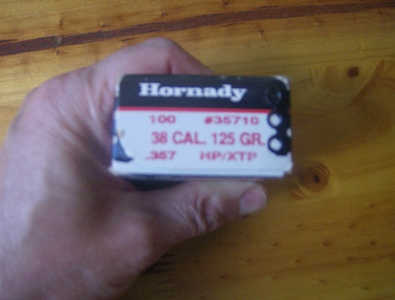 Hornady
100 #35710
38 CAL. 125 GR.
.357 HP/XTP